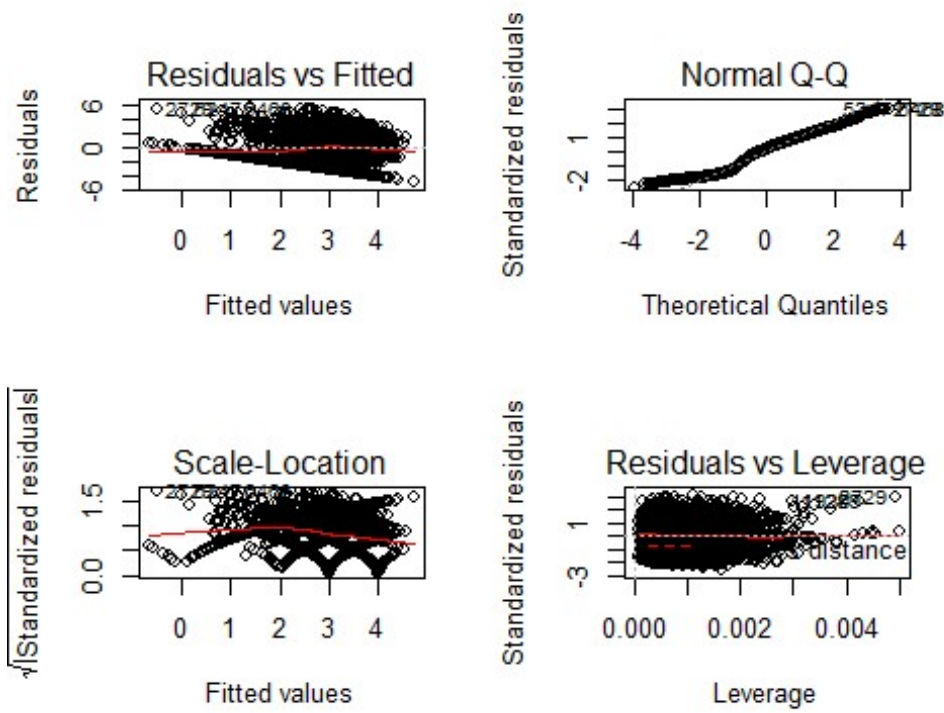 Residuals vs Fitted
Residuals
6
0
-6
0 1 2 3 4
Fitted values
Normal Q-Q
Standardized residuals
1
-2
-4 -2 0 2 4
Theoretical Quantiles
Scale-Location
√|Standardized residuals|
1.5
0.0
0 1 2 3 4
Fitted values
Residuals vs Leverage
Standardized residuals
1
-3
distance
0.000 0.002 0.004
Leverage